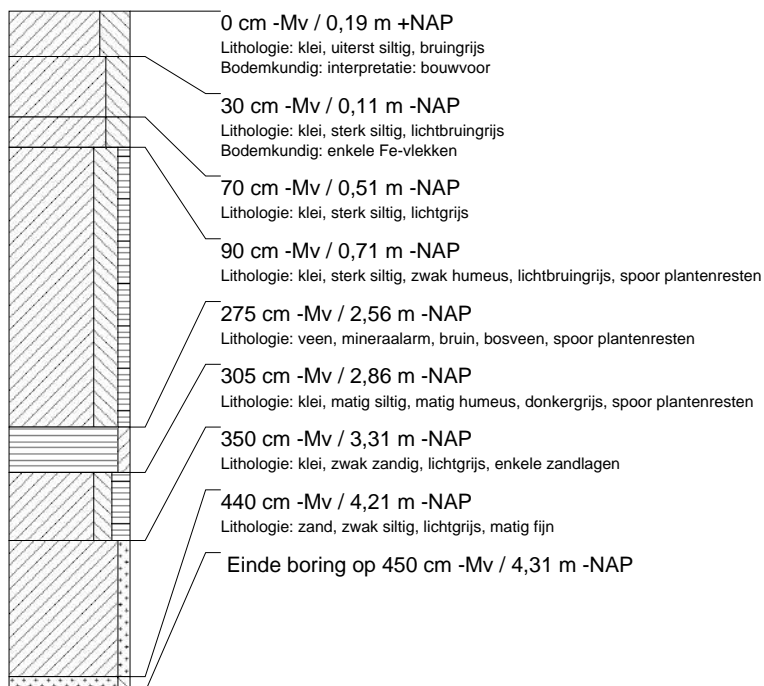 0 cm -Mv / 0,19 m +NAP
Lithologie: klei, uiterst siltig, bruingrijs
Bodemkundig: interpretatie: bouwvoor
30 cm -Mv / 0,11 m -NAP
Lithologie: klei, sterk siltig, lichtbruingrijs
Bodemkundig: enkele Fe-vlekken
70 cm -Mv / 0,51 m -NAP
Lithologie: klei, sterk siltig, lichtgrijs
90 cm -Mv / 0,71 m -NAP
Lithologie: klei, sterk siltig, zwak humeus, lichtbruingrijs, spoor plantenresten
275 cm -Mv / 2,56 m -NAP
Lithologie: veen, mineraalarm, bruin, bosveen, spoor plantenresten
305 cm -Mv / 2,86 m -NAP
Lithologie: klei, matig siltig, matig humeus, donkergrijs, spoor plantenresten
350 cm -Mv / 3,31 m -NAP
Lithologie: klei, zwak zandig, lichtgrijs, enkele zandlagen
440 cm -Mv / 4,21 m -NAP
Lithologie: zand, zwak siltig, lichtgrijs, matig fijn
Einde boring op 450 cm -Mv / 4,31 m -NAP